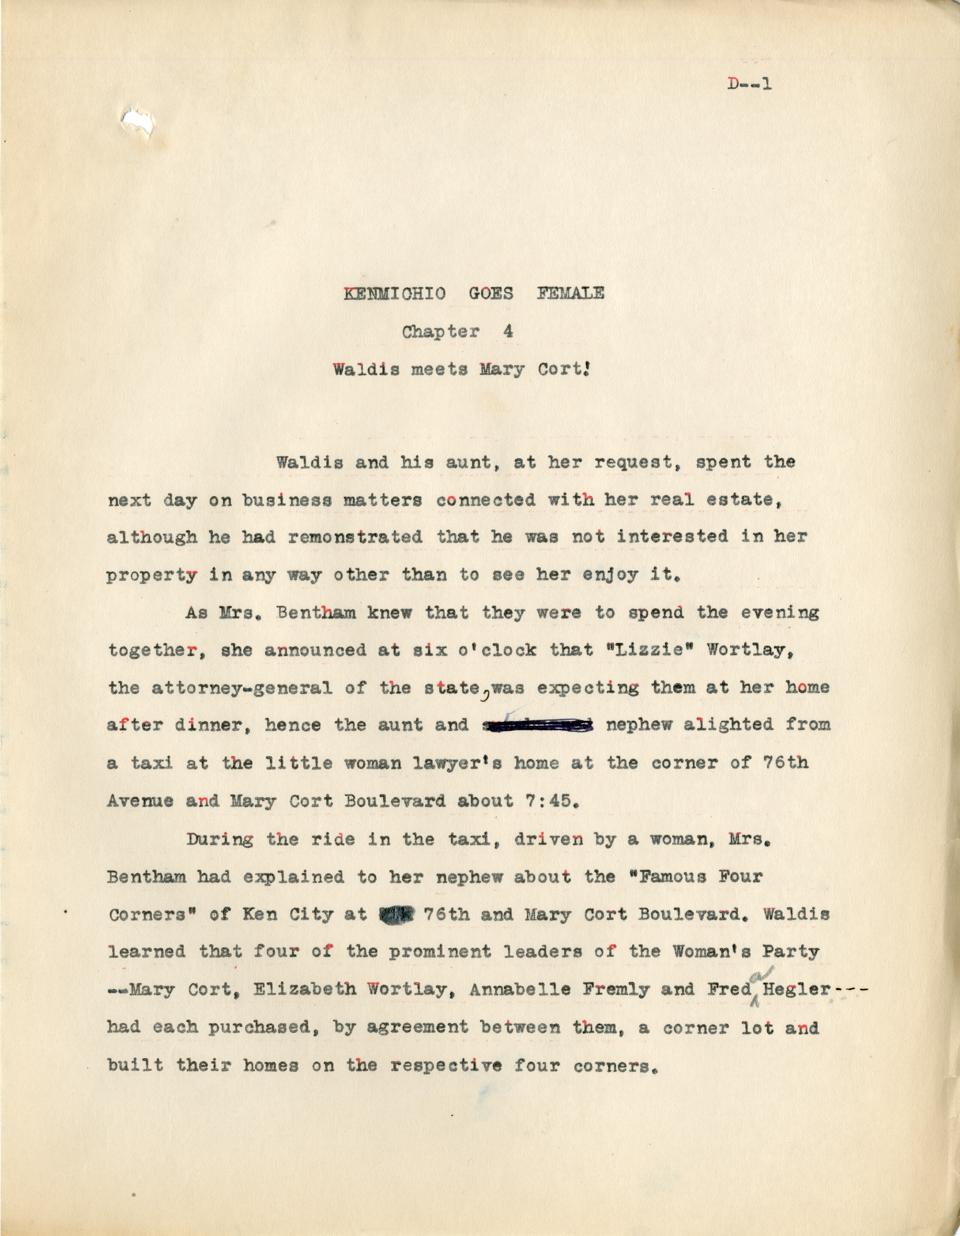 D--1
KENMICHIO GOES FEMALE
Chapter 4
Waldis meets Mary Cort!
Waldis and his aunt, at her request, spent the
next day on business matters connected with her real estate,
although he had remonstrated that he was not interested in her
property in any way other than to see her enjoy it.
As Mrs. Bentham knew that they were to spend the evening
together, she announced at six o'clock that "Lizzie" Wortlay,
the attorney-general of the state, was expecting them at her home
after dinner, hence the aunt and nephew alighted from
a taxi at the little woman lawyer's home at the corner of 76th
Avenue and Mary Cort Boulevard about 7:45.
During the ride in the taxi, driven by a woman, Mrs.
Bentham had explained to her nephew about the "Famous Four
Corners" of Ken City at 76th and Mary Cort Boulevard. Waldis
learned that four of the prominent leaders of the Woman's Party
--Mary Cort, Elizabeth Wortlay, Annabelle Fremly and Freda Hegler---
had each purchased, by agreement between them, a corner lot and
built their homes on the respective four corners.